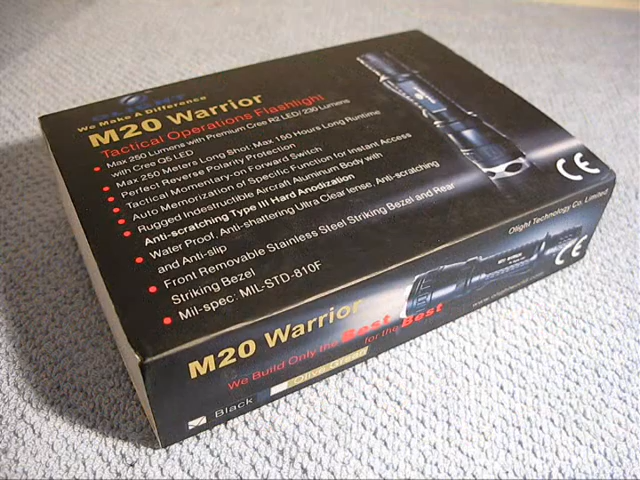 OLIGHT
We Make A Difference
M20 Warrior
Tactical Operations Flashlight
Max 250 Lumens with Premium Cree R2 LED/ 230 Lumens
with Cree Q5 LED
Max 250 Meters Long Shot Max 150 Hours Long Runtime
Perfect Reverse Polarity Protection
Tactical Momentary-on Forward Switch
Auto Memorization of Specific Function for Instant Access
Rugged Indestructible Aircraft Aluminum Body with
Anti-scratching Type III Hard Anodization
Water Proof, Anti-shattering Ultra Clear lense, Anti-scratching
and Anti-slip
Front Removable Stainless Steel Striking Bezel and Rear
Striking Bezel
Mil-spec: MIL-STD-810F
CE
Olight Technology Co, Limited
M20 Warrior
We Build Only the Best
for the Best
Black
Olive Green
CE